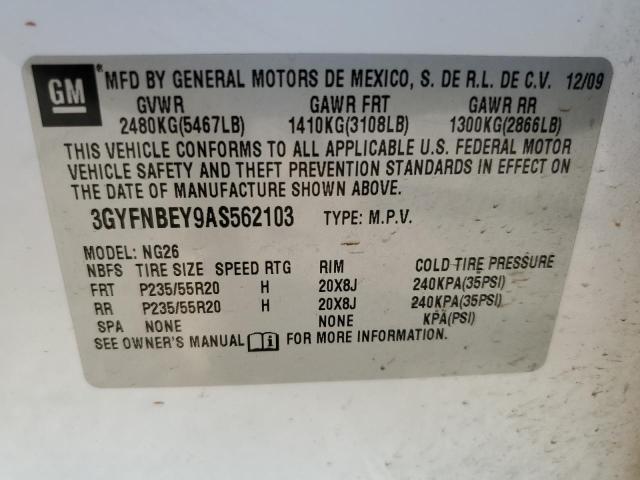 GM
MFD BY GENERAL MOTORS DE MEXICO, S. DE R.L. DE C.V. 12/09
GVWR GAWR FRT GAWR RR
2480KG(5467LB) 1410KG(3108LB) 1300KG(2866LB)
THIS VEHICLE CONFORMS TO ALL APPLICABLE U.S. FEDERAL MOTOR
VEHICLE SAFETY AND THEFT PREVENTION STANDARDS IN EFFECT ON
THE DATE OF MANUFACTURE SHOWN ABOVE.
3GYFNBEY9AS562103 TYPE: M.P.V.
MODEL: NG26
NBFS TIRE SIZE SPEED RTG RIM COLD TIRE PRESSURE
FRT P235/55R20 H 20X8J 240KPA(35PSI)
RR P235/55R20 H 20X8J 240KPA(35PSI)
SPA NONE NONE KPA(PSI)
SEE OWNER'S MANUAL i FOR MORE INFORMATION.